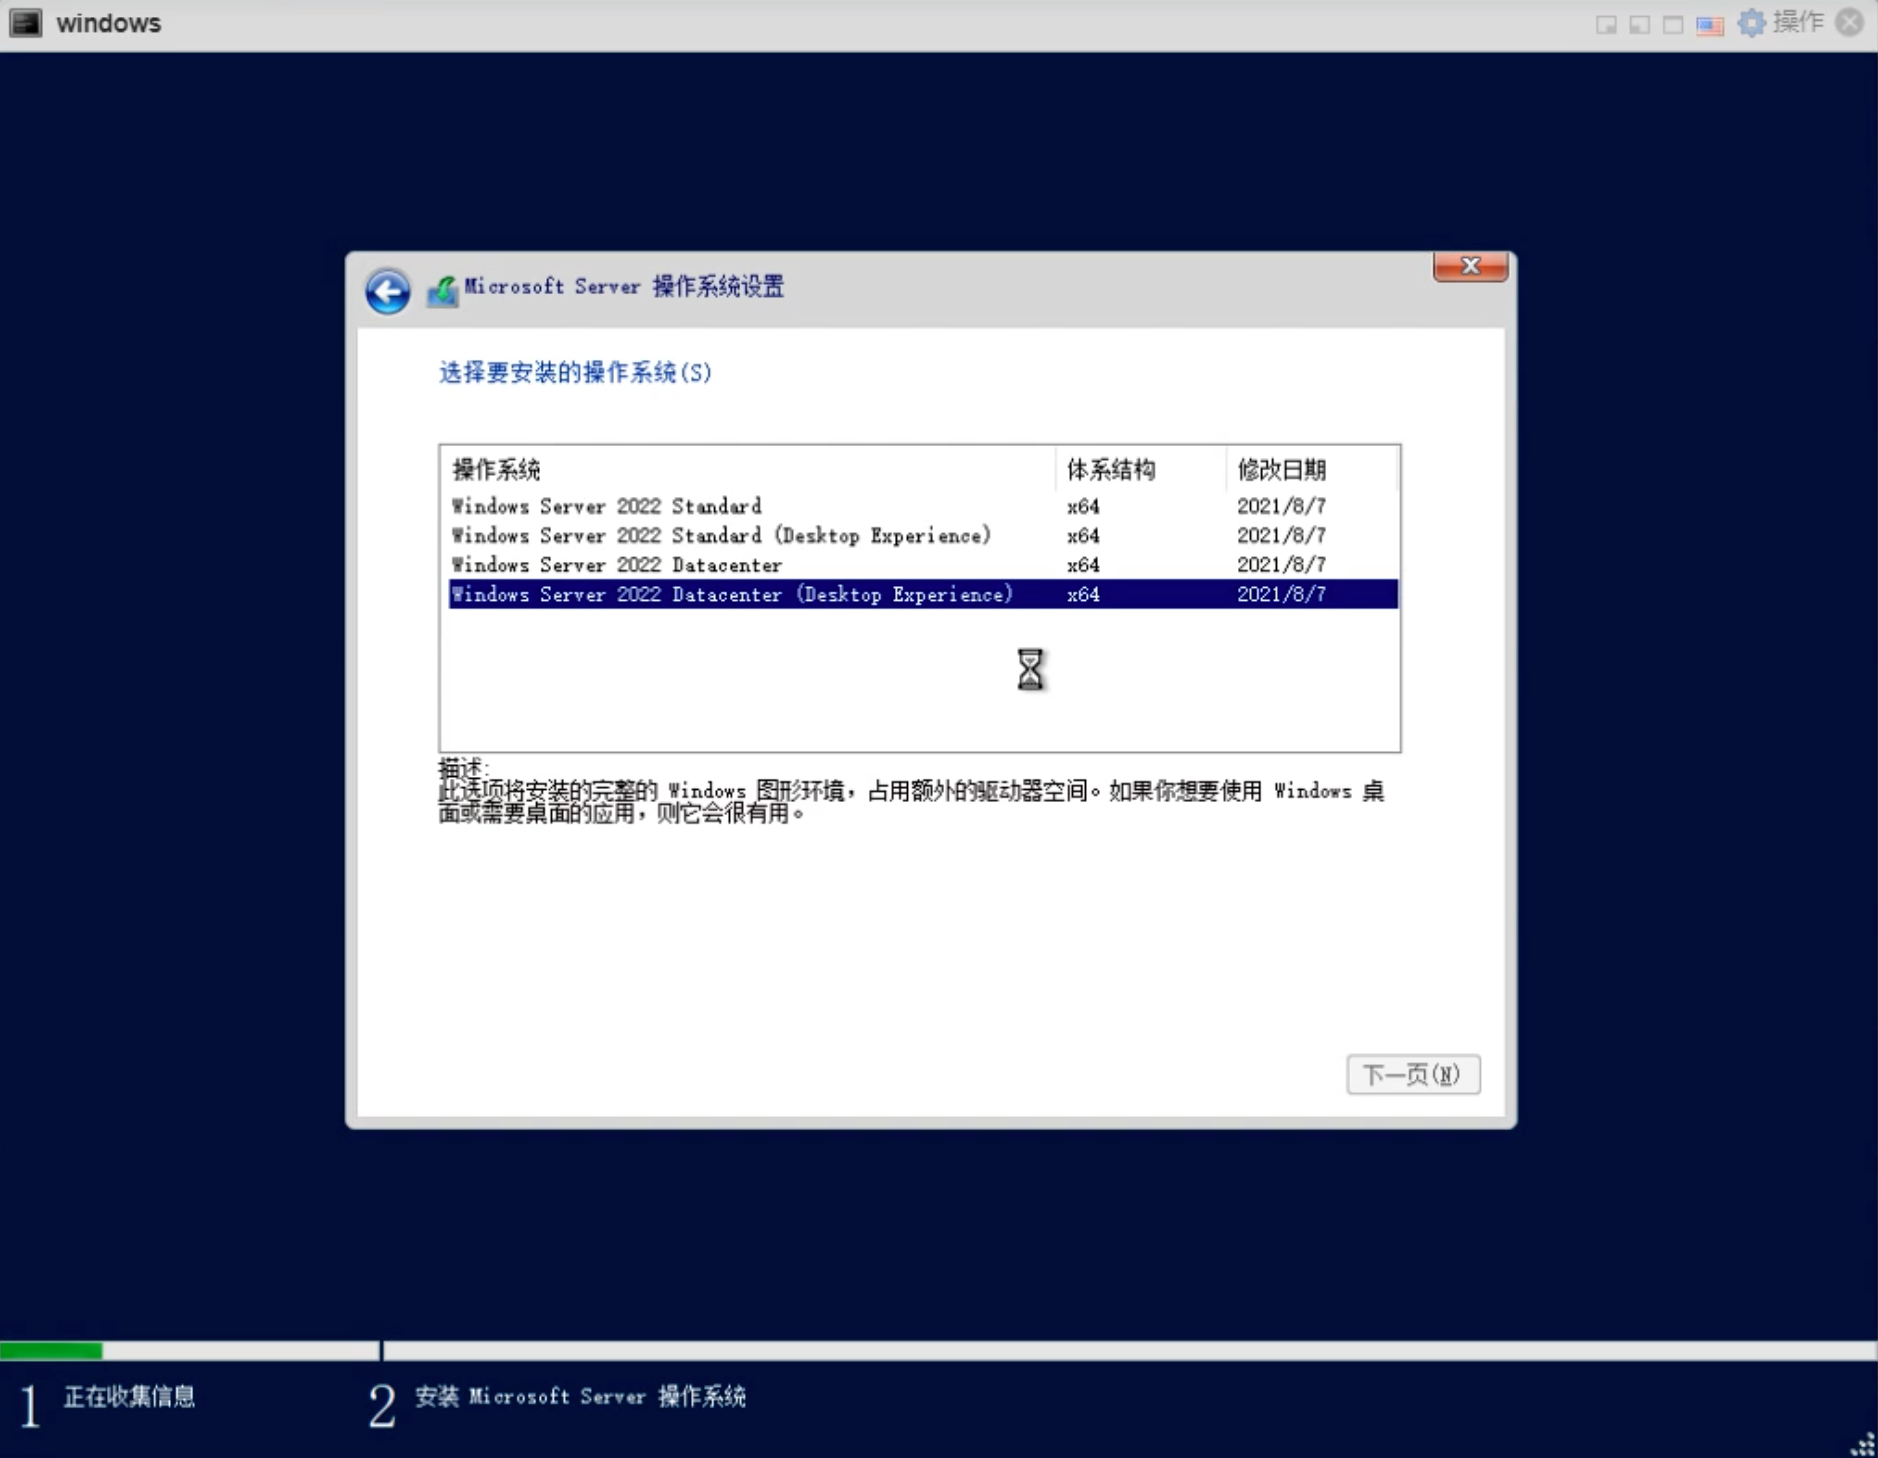 windows
操作
Microsoft Server 操作系统设置
选择要安装的操作系统(S)
操作系统 体系结构 修改日期
Windows Server 2022 Standard x64 2021/8/7
Windows Server 2022 Standard (Desktop Experience) x64 2021/8/7
Windows Server 2022 Datacenter x64 2021/8/7
Windows Server 2022 Datacenter (Desktop Experience) x64 2021/8/7
描述:
此选项将安装的完整的 Windows 图形环境，占用额外的驱动器空间。如果你想要使用 Windows 桌
面或需要桌面的应用，则它会很有用。
下一页(N)
1 正在收集信息
2 安装 Microsoft Server 操作系统